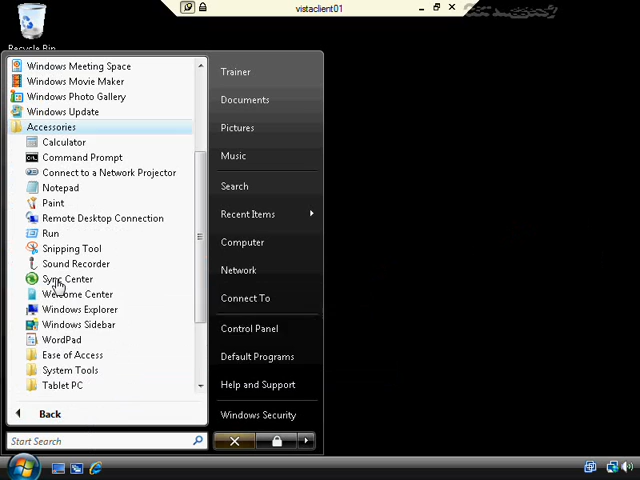 vistaclient01
Recycle Bin
Windows Meeting Space
Windows Movie Maker
Windows Photo Gallery
Windows Update
Accessories
Calculator
Command Prompt
Connect to a Network Projector
Notepad
Paint
Remote Desktop Connection
Run
Snipping Tool
Sound Recorder
Sync Center
Welcome Center
Windows Explorer
Windows Sidebar
WordPad
Ease of Access
System Tools
Tablet PC
Back
Start Search
Trainer
Documents
Pictures
Music
Search
Recent Items
Computer
Network
Connect To
Control Panel
Default Programs
Help and Support
Windows Security